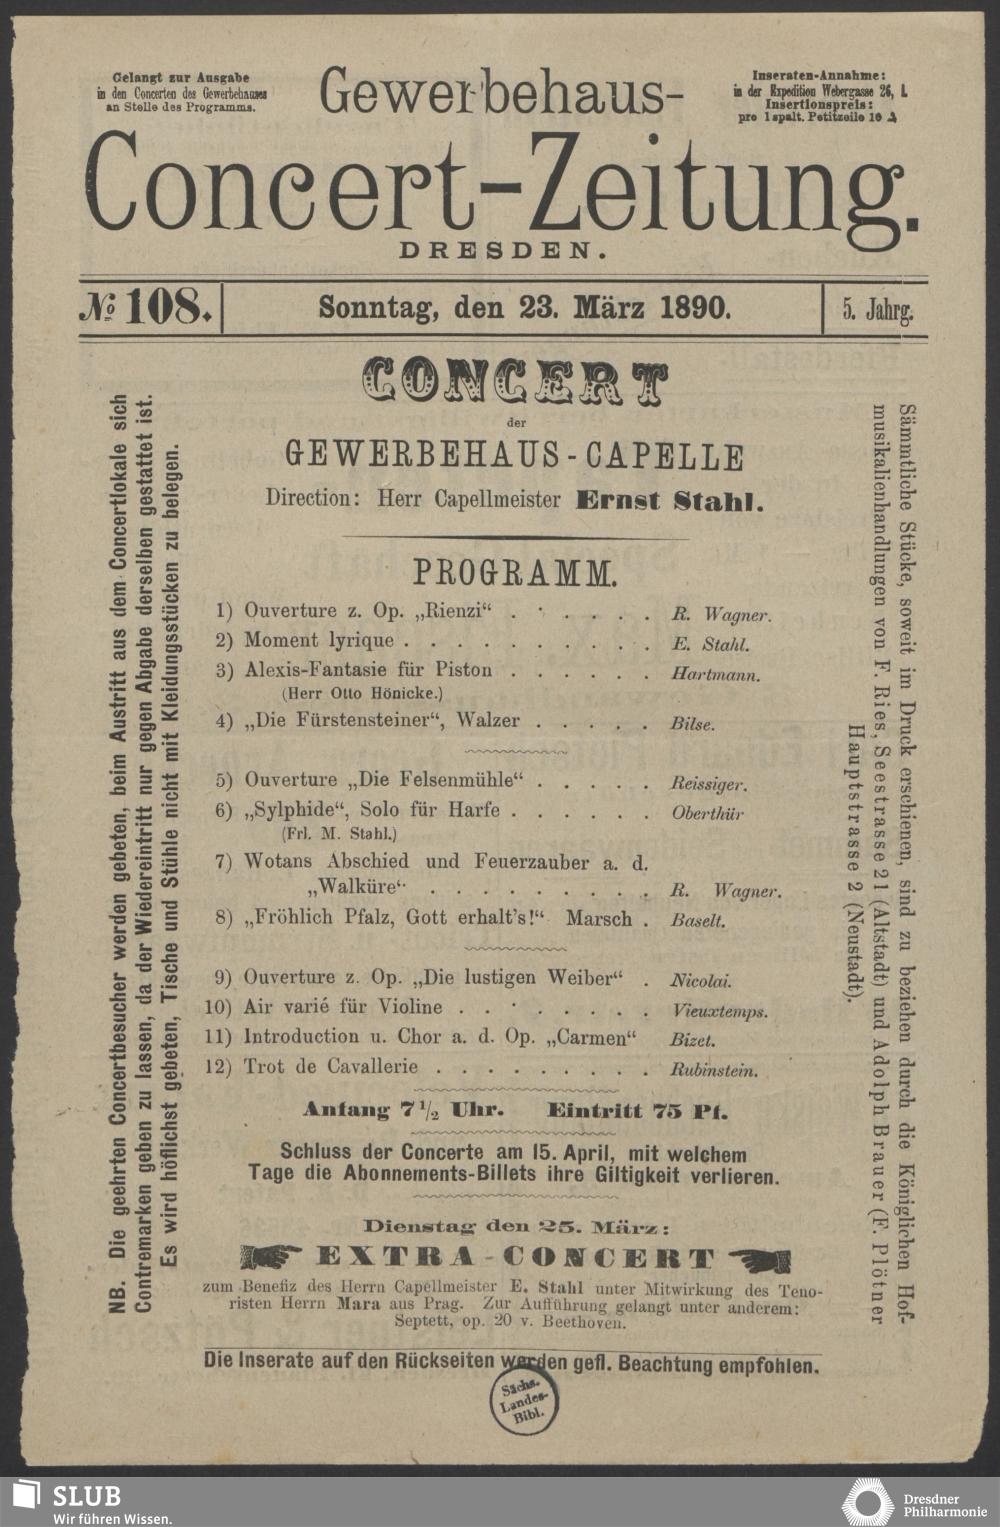 Gelangt zur Ausgabe
in den Concerten des Gewerbehauses
an Stelle des Programms.
Gewerbehaus-
Inseraten-Annahme:
in der Expedition Webergasse 26, I.
Insertionspreis:
pro 1spalt. Petitzeile 10 ₰
Concert-Zeitung.
DRESDEN.
№ 108.
Sonntag, den 23. März 1890.
5. Jahrg.
CONCERT
der
GEWERBEHAUS-CAPELLE
Direction: Herr Capellmeister Ernst Stahl.
PROGRAMM.
1) Ouverture z. Op. „Rienzi“ . . . . . . R. Wagner.
2) Moment lyrique . . . . . . . . . . E. Stahl.
3) Alexis-Fantasie für Piston . . . . . . Hartmann.
(Herr Otto Hönicke.)
4) „Die Fürstensteiner“, Walzer . . . . . Bilse.
5) Ouverture „Die Felsenmühle“ . . . . . Reissiger.
6) „Sylphide“, Solo für Harfe . . . . . . Oberthür
(Frl. M. Stahl.)
7) Wotans Abschied und Feuerzauber a. d.
„Walküre“ . . . . . . . . . R. Wagner.
8) „Fröhlich Pfalz, Gott erhalt's!“ Marsch . Baselt.
9) Ouverture z. Op. „Die lustigen Weiber“ . Nicolai.
10) Air varié für Violine . . . . . . . . Vieuxtemps.
11) Introduction u. Chor a. d. Op. „Carmen“ Bizet.
12) Trot de Cavallerie . . . . . . . . . Rubinstein.
Anfang 7 1/2 Uhr. Eintritt 75 Pf.
Schluss der Concerte am 15. April, mit welchem
Tage die Abonnements-Billets ihre Giltigkeit verlieren.
Dienstag den 25. März:
EXTRA-CONCERT
zum Benefiz des Herrn Capellmeister E. Stahl unter Mitwirkung des Teno-
risten Herrn Mara aus Prag. Zur Aufführung gelangt unter anderem:
Septett, op. 20 v. Beethoven.
Die Inserate auf den Rückseiten werden gefl. Beachtung empfohlen.
NB. Die geehrten Concertbesucher werden gebeten, beim Austritt aus dem Concertlokale sich
Contremarken geben zu lassen, da der Wiedereintritt nur gegen Abgabe derselben gestattet ist.
Es wird höflichst gebeten, Tische und Stühle nicht mit Kleidungsstücken zu belegen.
Sämmtliche Stücke, soweit im Druck erschienen, sind zu beziehen durch die Königlichen Hof-
musikalienhandlungen von F. Ries, Seestrasse 21 (Altstadt) und Adolph Brauer (F. Plötner
Hauptstrasse 2 (Neustadt).
Sächs.
Landes-
Bibl.
SLUB
Wir führen Wissen.
Dresdner
Philharmonie